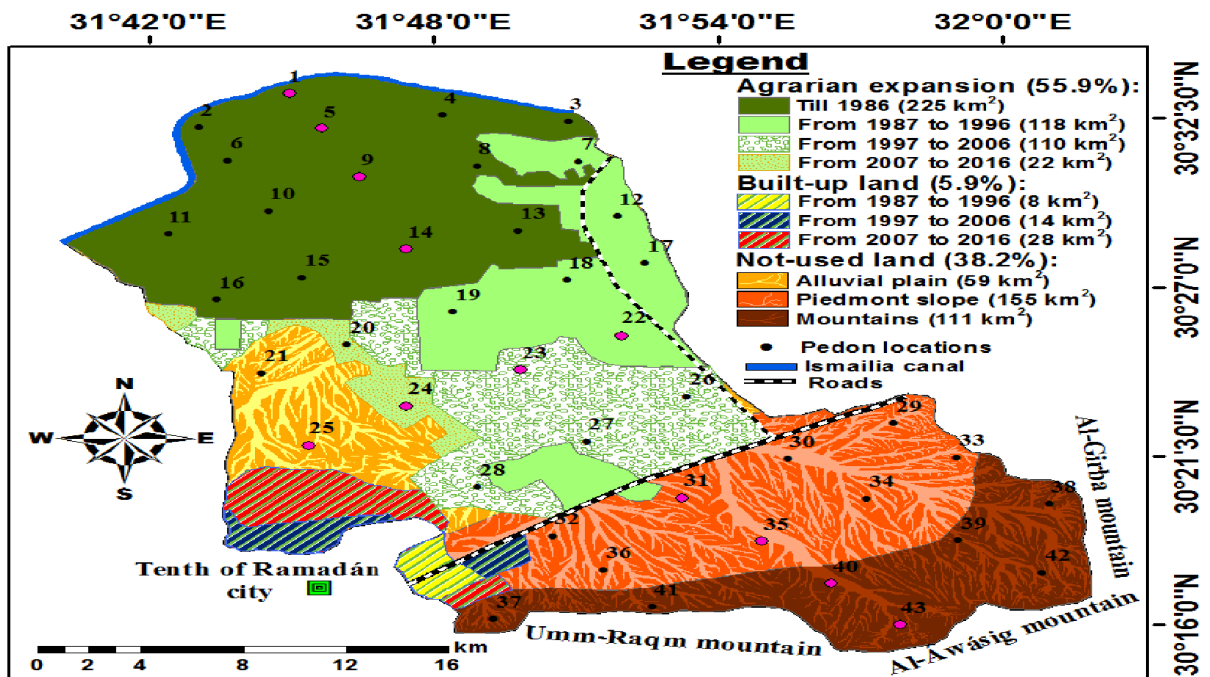 31°42'0"E 31°48'0"E 31°54'0"E 32°0'0"E
Legend
Agrarian expansion (55.9%):
Till 1986 (225 km²)
From 1987 to 1996 (118 km²)
From 1997 to 2006 (110 km²)
From 2007 to 2016 (22 km²)
Built-up land (5.9%):
From 1987 to 1996 (8 km²)
From 1997 to 2006 (14 km²)
From 2007 to 2016 (28 km²)
Not-used land (38.2%):
Alluvial plain (59 km²)
Piedmont slope (155 km²)
Mountains (111 km²)
Pedon locations
Ismailia canal
Roads
30°32'30"N
30°27'0"N
30°21'30"N
30°16'0"N
1
2
5
4
3
6
9
8
7
10
11
14
13
12
17
16
15
19
18
20
22
21
23
24
26
25
27
28
29
30
31
33
34
38
32
35
39
36
40
42
37
41
43
N
W E
S
Tenth of Ramadán
city
Umm-Raqm mountain
Al-Awásig mountain
Al-Girba mountain
km
0 2 4 8 12 16